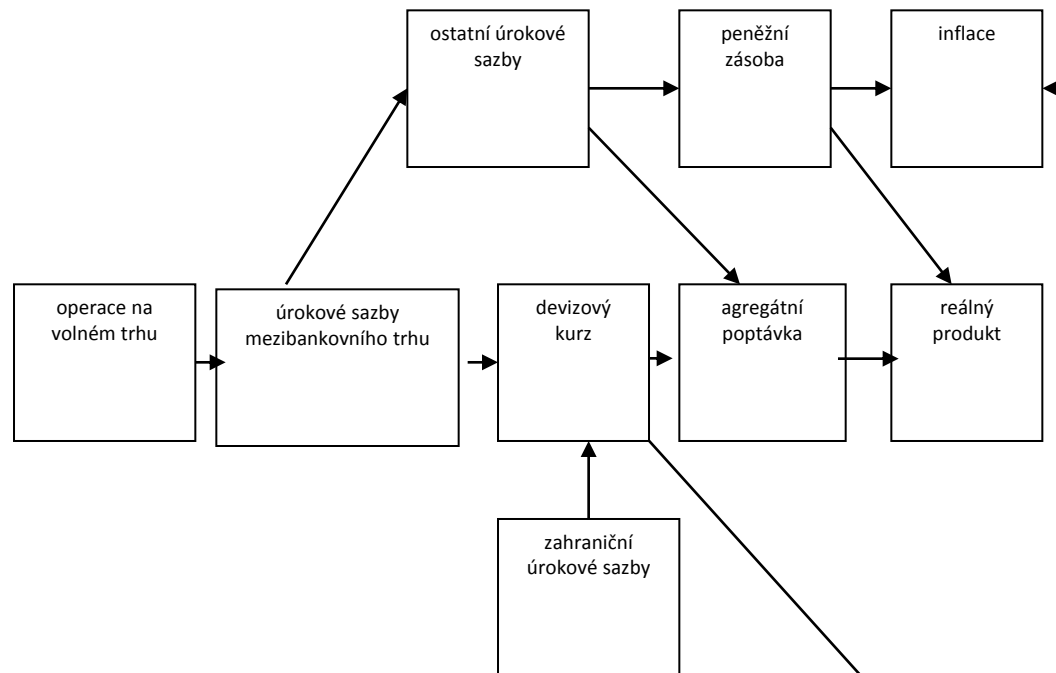 ostatní úrokové
sazby
peněžní
zásoba
inflace
operace na
volném trhu
úrokové sazby
mezibankovního trhu
devizový
kurz
agregátní
poptávka
reálný
produkt
zahraniční
úrokové sazby